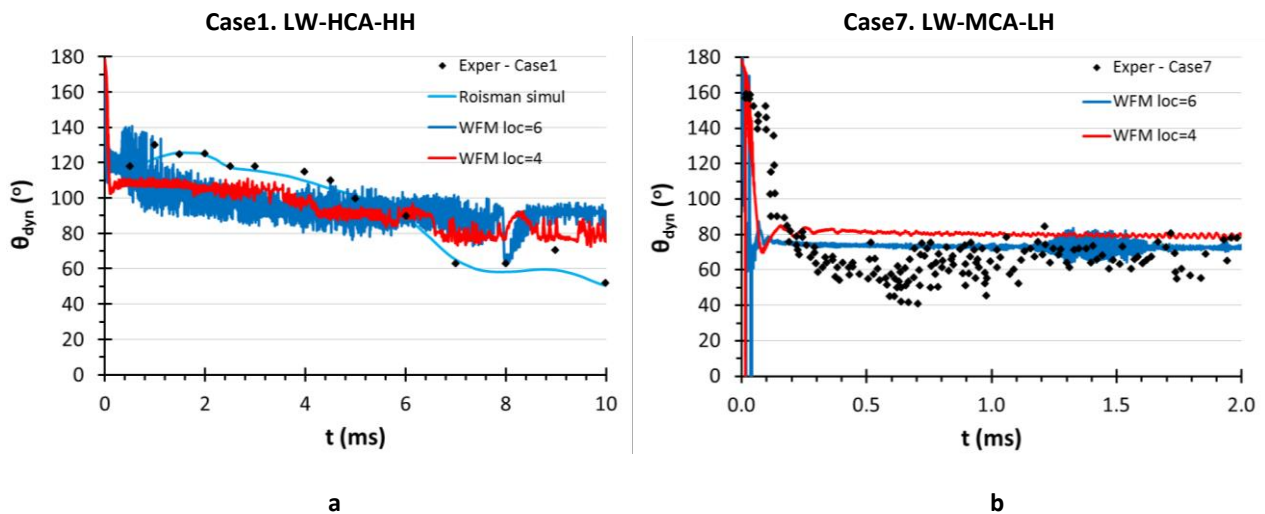 Case1. LW-HCA-HH
180
160
140
120
100
80
60
40
20
0
θdyn (o)
Exper - Case1
Roisman simul
WFM loc=6
WFM loc=4
0 2 4 6 8 10
t (ms)
a
Case7. LW-MCA-LH
180
160
140
120
100
80
60
40
20
0
θdyn (o)
Exper - Case7
WFM loc=6
WFM loc=4
0.0 0.5 1.0 1.5 2.0
t (ms)
b